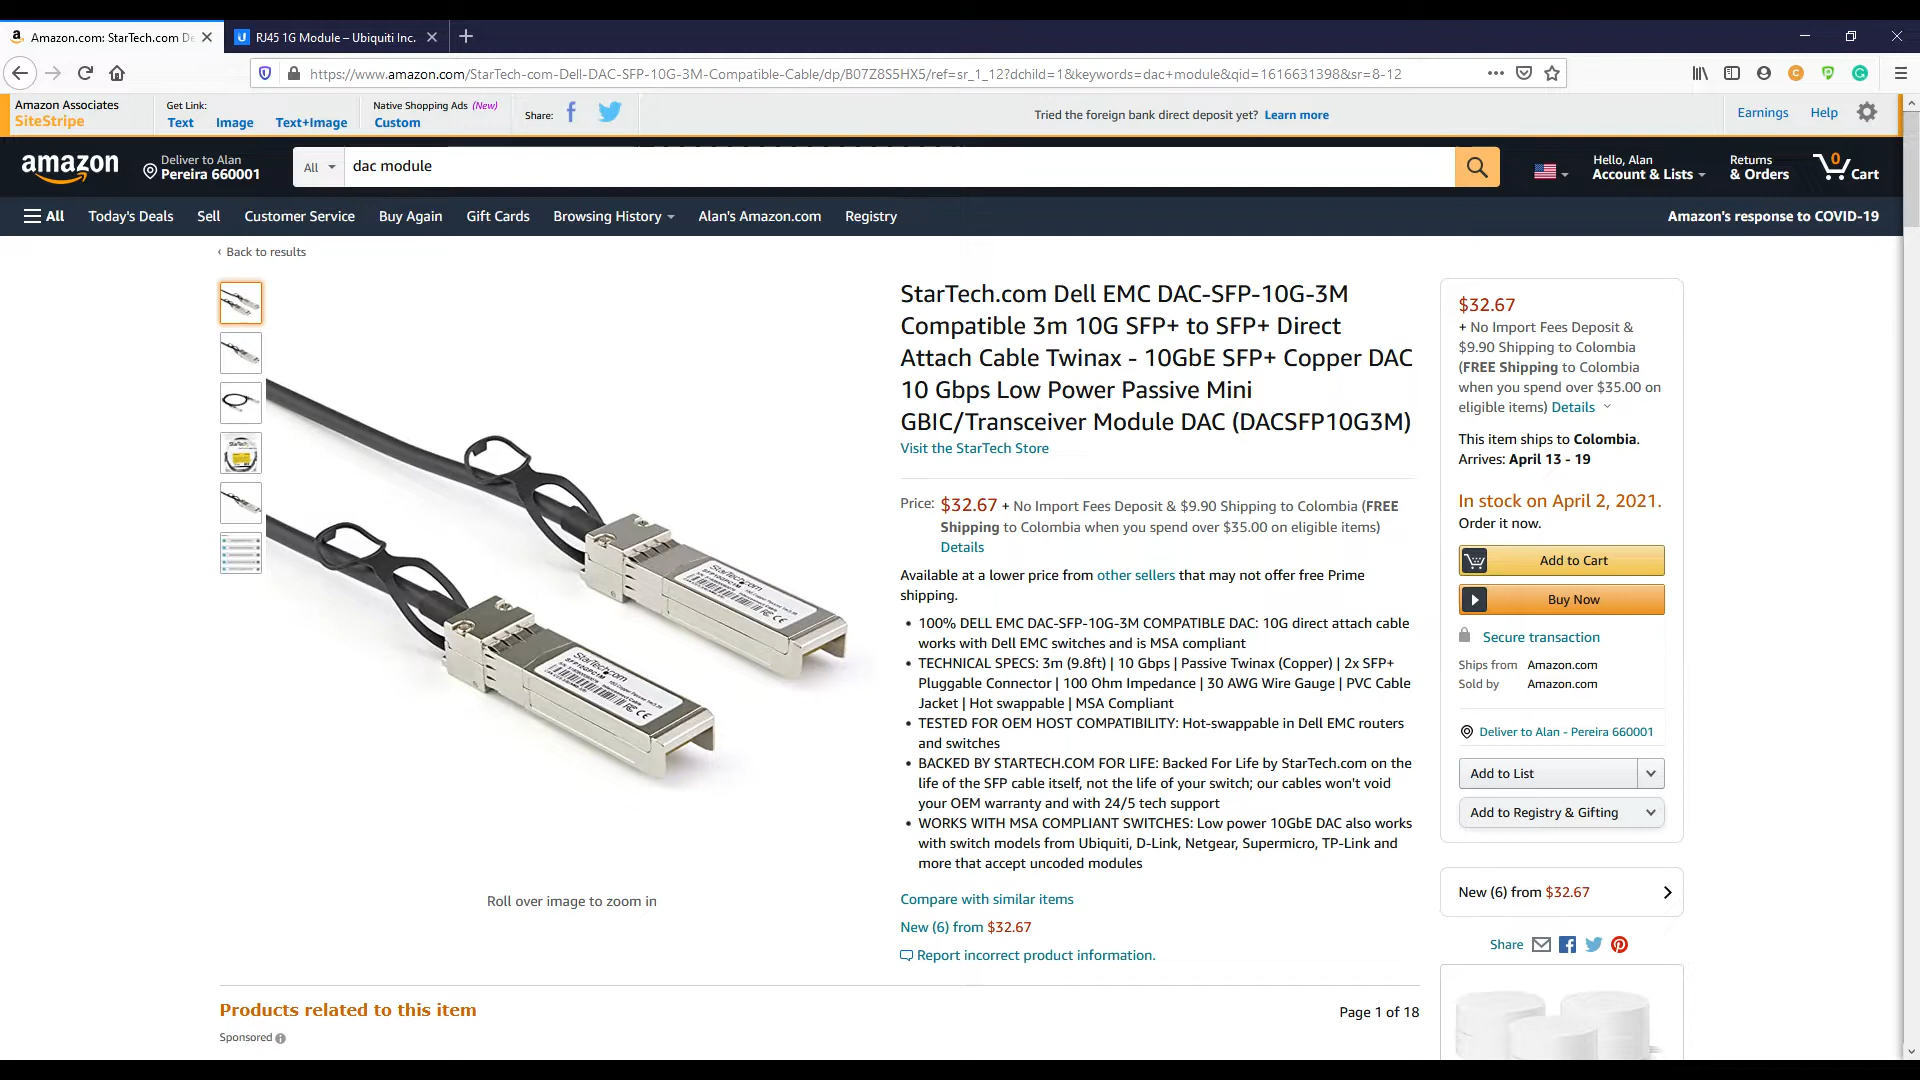 Amazon.com: StarTech.com De
RJ45 1G Module – Ubiquiti Inc.
https://www.amazon.com/StarTech-com-Dell-DAC-SFP-10G-3M-Compatible-Cable/dp/B07Z8S5HX5/ref=sr_1_12?dchild=1&keywords=dac+module&qid=1616631398&sr=8-12
Amazon Associates
SiteStripe
Get Link:
Text Image Text+Image
Native Shopping Ads (New)
Custom
Share:
Tried the foreign bank direct deposit yet? Learn more
Earnings Help
amazon
Deliver to Alan
Pereira 660001
All
dac module
Hello, Alan
Account & Lists
Returns
& Orders
0
Cart
All Today's Deals Sell Customer Service Buy Again Gift Cards Browsing History Alan's Amazon.com Registry
Amazon's response to COVID-19
‹ Back to results
StarTech.com Dell EMC DAC-SFP-10G-3M
Compatible 3m 10G SFP+ to SFP+ Direct
Attach Cable Twinax - 10GbE SFP+ Copper DAC
10 Gbps Low Power Passive Mini
GBIC/Transceiver Module DAC (DACSFP10G3M)
Visit the StarTech Store
Price: $32.67 + No Import Fees Deposit & $9.90 Shipping to Colombia (FREE
Shipping to Colombia when you spend over $35.00 on eligible items)
Details
Available at a lower price from other sellers that may not offer free Prime
shipping.
• 100% DELL EMC DAC-SFP-10G-3M COMPATIBLE DAC: 10G direct attach cable
works with Dell EMC switches and is MSA compliant
• TECHNICAL SPECS: 3m (9.8ft) | 10 Gbps | Passive Twinax (Copper) | 2x SFP+
Pluggable Connector | 100 Ohm Impedance | 30 AWG Wire Gauge | PVC Cable
Jacket | Hot swappable | MSA Compliant
• TESTED FOR OEM HOST COMPATIBILITY: Hot-swappable in Dell EMC routers
and switches
• BACKED BY STARTECH.COM FOR LIFE: Backed For Life by StarTech.com on the
life of the SFP cable itself, not the life of your switch; our cables won't void
your OEM warranty and with 24/5 tech support
• WORKS WITH MSA COMPLIANT SWITCHES: Low power 10GbE DAC also works
with switch models from Ubiquiti, D-Link, Netgear, Supermicro, TP-Link and
more that accept uncoded modules
Compare with similar items
New (6) from $32.67
Report incorrect product information.
StarTech.com
StarTech.com
Roll over image to zoom in
$32.67
+ No Import Fees Deposit &
$9.90 Shipping to Colombia
(FREE Shipping to Colombia
when you spend over $35.00 on
eligible items) Details
This item ships to Colombia.
Arrives: April 13 - 19
In stock on April 2, 2021.
Order it now.
Add to Cart
Buy Now
Secure transaction
Ships from Amazon.com
Sold by Amazon.com
Deliver to Alan - Pereira 660001
Add to List
Add to Registry & Gifting
New (6) from $32.67
Share
Products related to this item
Page 1 of 18
Sponsored